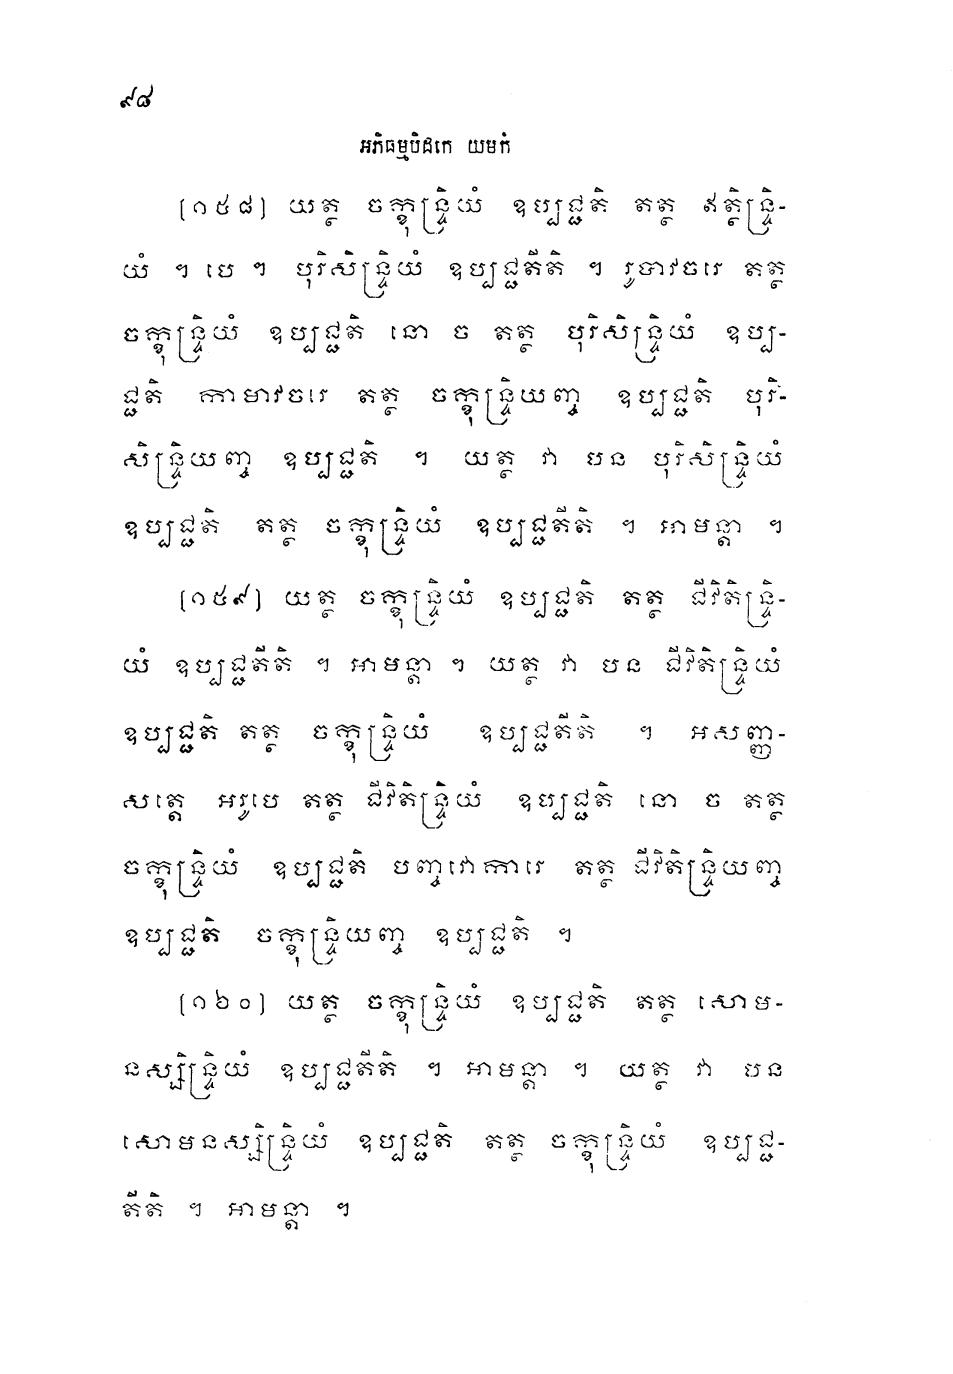 ៩៨
អភិធម្មបិដកេ យមកំ
[១៥៨] យត្ថ ចក្ខុន្ទ្រិយំ ឧប្បជ្ជតិ តត្ថ ឥត្ថិន្ទ្រិ-
យំ ។ បេ ។ បុរិសិន្ទ្រិយំ ឧប្បជ្ជតីតិ ។ រូបាវចរេ តត្ថ
ចក្ខុន្ទ្រិយំ ឧប្បជ្ជតិ នោ ច តត្ថ បុរិសិន្ទ្រិយំ ឧប្ប-
ជ្ជតិ កាមាវចរេ តត្ថ ចក្ខុន្ទ្រិយញ្ច ឧប្បជ្ជតិ បុរិ-
សិន្ទ្រិយញ្ច ឧប្បជ្ជតិ ។ យត្ថ វា បន បុរិសិន្ទ្រិយំ
ឧប្បជ្ជតិ តត្ថ ចក្ខុន្ទ្រិយំ ឧប្បជ្ជតីតិ ។ អាមន្តា ។
[១៥៩] យត្ថ ចក្ខុន្ទ្រិយំ ឧប្បជ្ជតិ តត្ថ ជីវិតិន្ទ្រិ-
យំ ឧប្បជ្ជតីតិ ។ អាមន្តា ។ យត្ថ វា បន ជីវិតិន្ទ្រិយំ
ឧប្បជ្ជតិ តត្ថ ចក្ខុន្ទ្រិយំ ឧប្បជ្ជតីតិ ។ អសញ្ញ-
សត្តេ អរូបេ តត្ថ ជីវិតិន្ទ្រិយំ ឧប្បជ្ជតិ នោ ច តត្ថ
ចក្ខុន្ទ្រិយំ ឧប្បជ្ជតិ បញ្ចវោការេ តត្ថ ជីវិតិន្ទ្រិយញ្ច
ឧប្បជ្ជតិ ចក្ខុន្ទ្រិយញ្ច ឧប្បជ្ជតិ ។
[១៦០] យត្ថ ចក្ខុន្ទ្រិយំ ឧប្បជ្ជតិ តត្ថ សោម-
នស្សិន្ទ្រិយំ ឧប្បជ្ជតីតិ ។ អាមន្តា ។ យត្ថ វា បន
សោមនស្សិន្ទ្រិយំ ឧប្បជ្ជតិ តត្ថ ចក្ខុន្ទ្រិយំ ឧប្បជ្ជ-
តីតិ ។ អាមន្តា ។